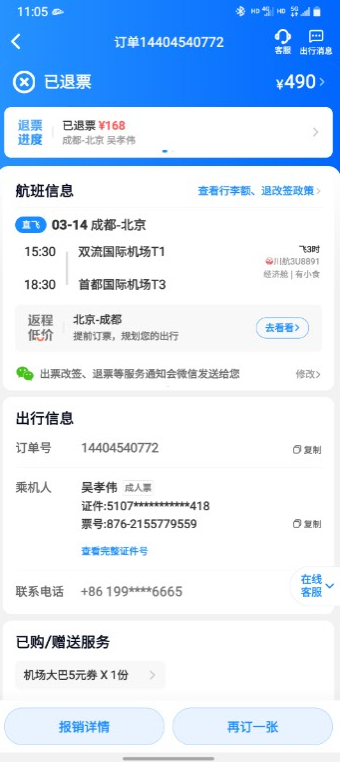 11:05
HD 4G HD 5G
订单14404540772
客服 出行消息
已退票 ¥490
退票进度 已退票 ¥168
成都-北京 吴孝伟
航班信息 查看行李额、退改签政策
直飞 03-14 成都-北京
15:30 双流国际机场T1 飞3时
川航3U8891
经济舱 | 有小食
18:30 首都国际机场T3
返程低价 北京-成都 去看看
提前订票，规划您的出行
出票改签、退票等服务通知会微信发送给您 修改
出行信息
订单号 14404540772 复制
乘机人 吴孝伟 成人票
证件:5107***********418
票号:876-2155779559 复制
查看完整证件号
在线客服
联系电话 +86 199****6665
已购/赠送服务
机场大巴5元券 X 1份
报销详情 再订一张